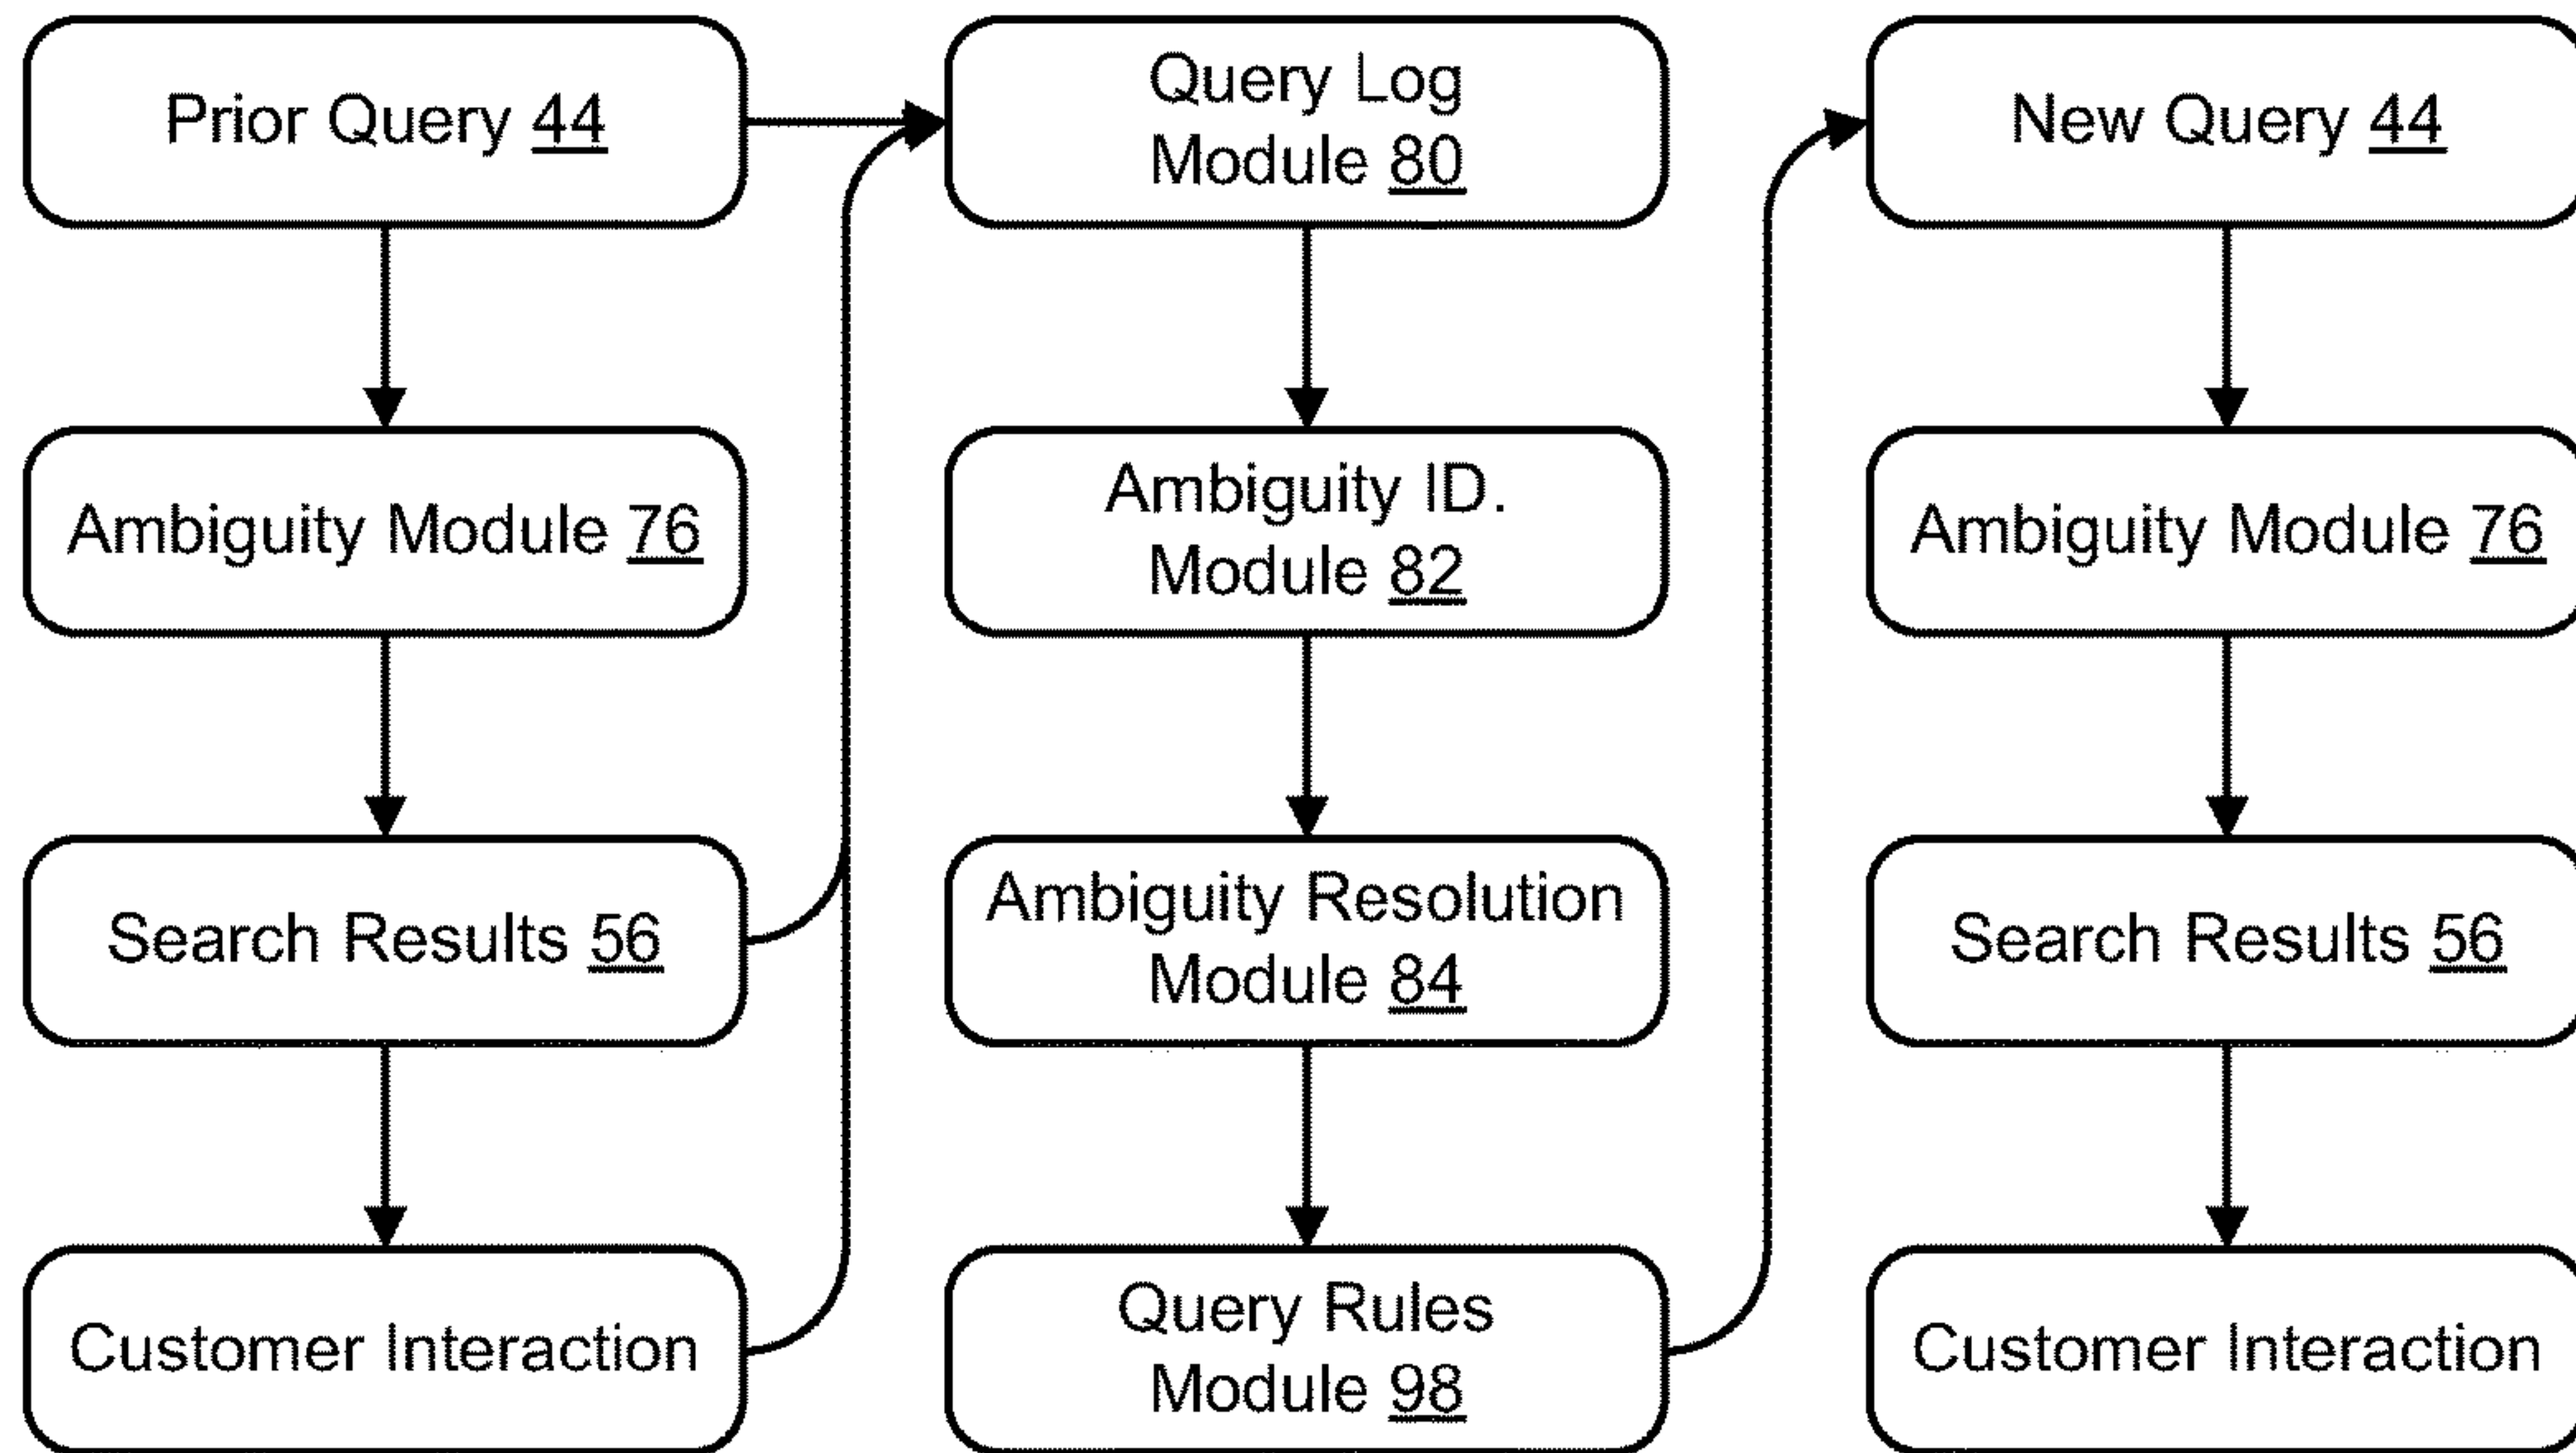 Prior Query 44
Ambiguity Module 76
Search Results 56
Customer Interaction
Query Log
Module 80
Ambiguity ID.
Module 82
Ambiguity Resolution
Module 84
Query Rules
Module 98
New Query 44
Ambiguity Module 76
Search Results 56
Customer Interaction